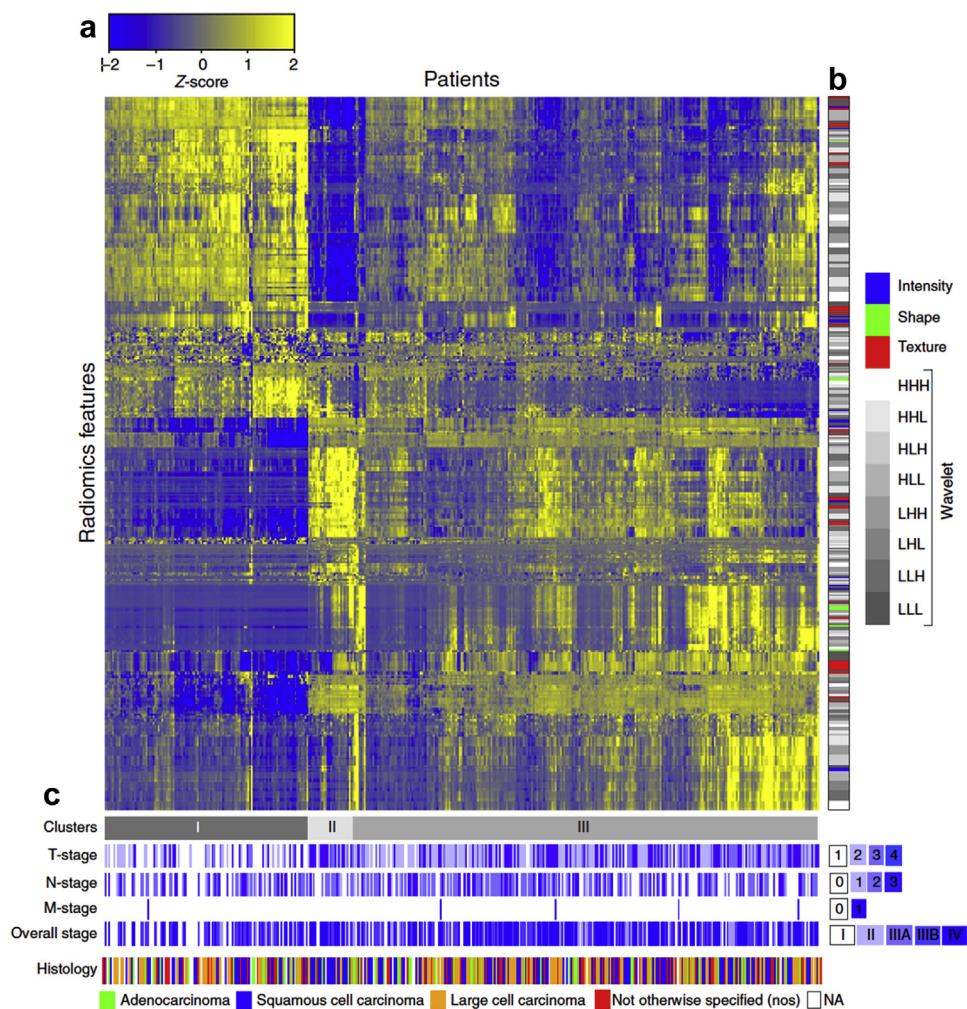 a
-2 -1 0 1 2
Z-score
Patients
b
Radiomics features
Intensity
Shape
Texture
HHH
HHL
HLH
HLL
LHH
LHL
LLH
LLL
Wavelet
c
Clusters I II III
T-stage 1 2 3 4
N-stage 0 1 2 3
M-stage 0 1
Overall stage I II IIIA IIIB IV
Histology
Adenocarcinoma Squamous cell carcinoma Large cell carcinoma Not otherwise specified (nos) NA